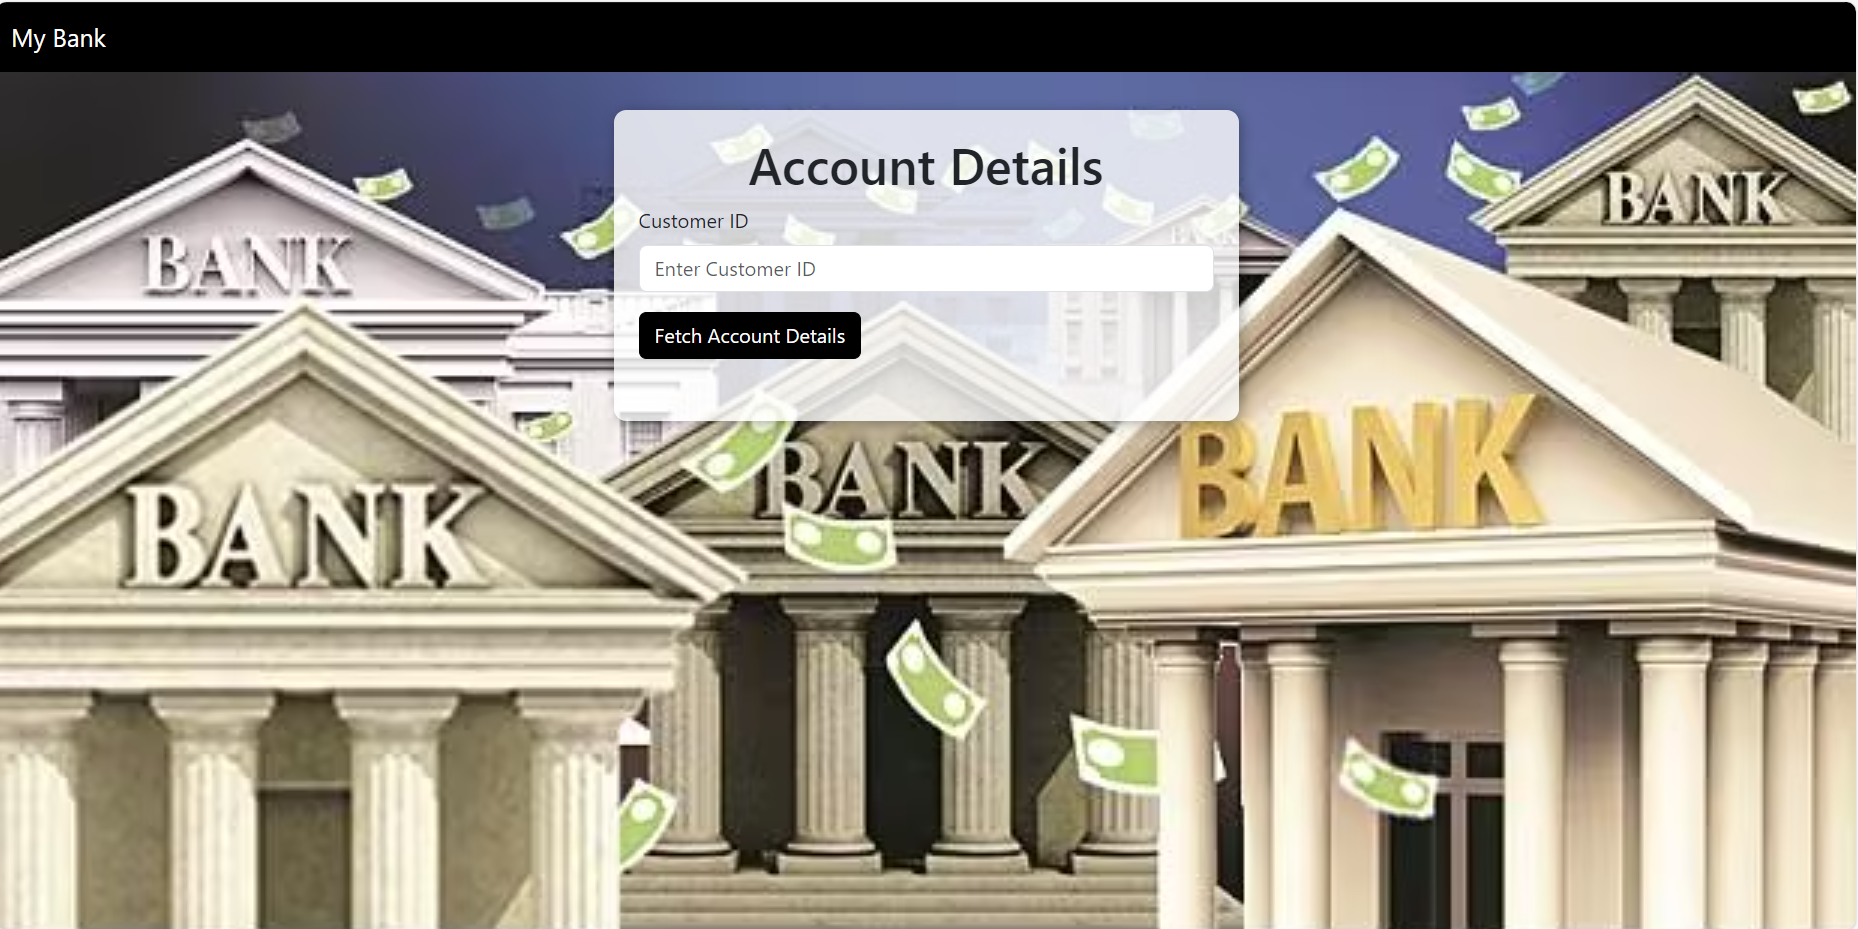 My Bank
Account Details
Customer ID
Enter Customer ID
Fetch Account Details
BANK
BANK
BANK
BANK
BANK